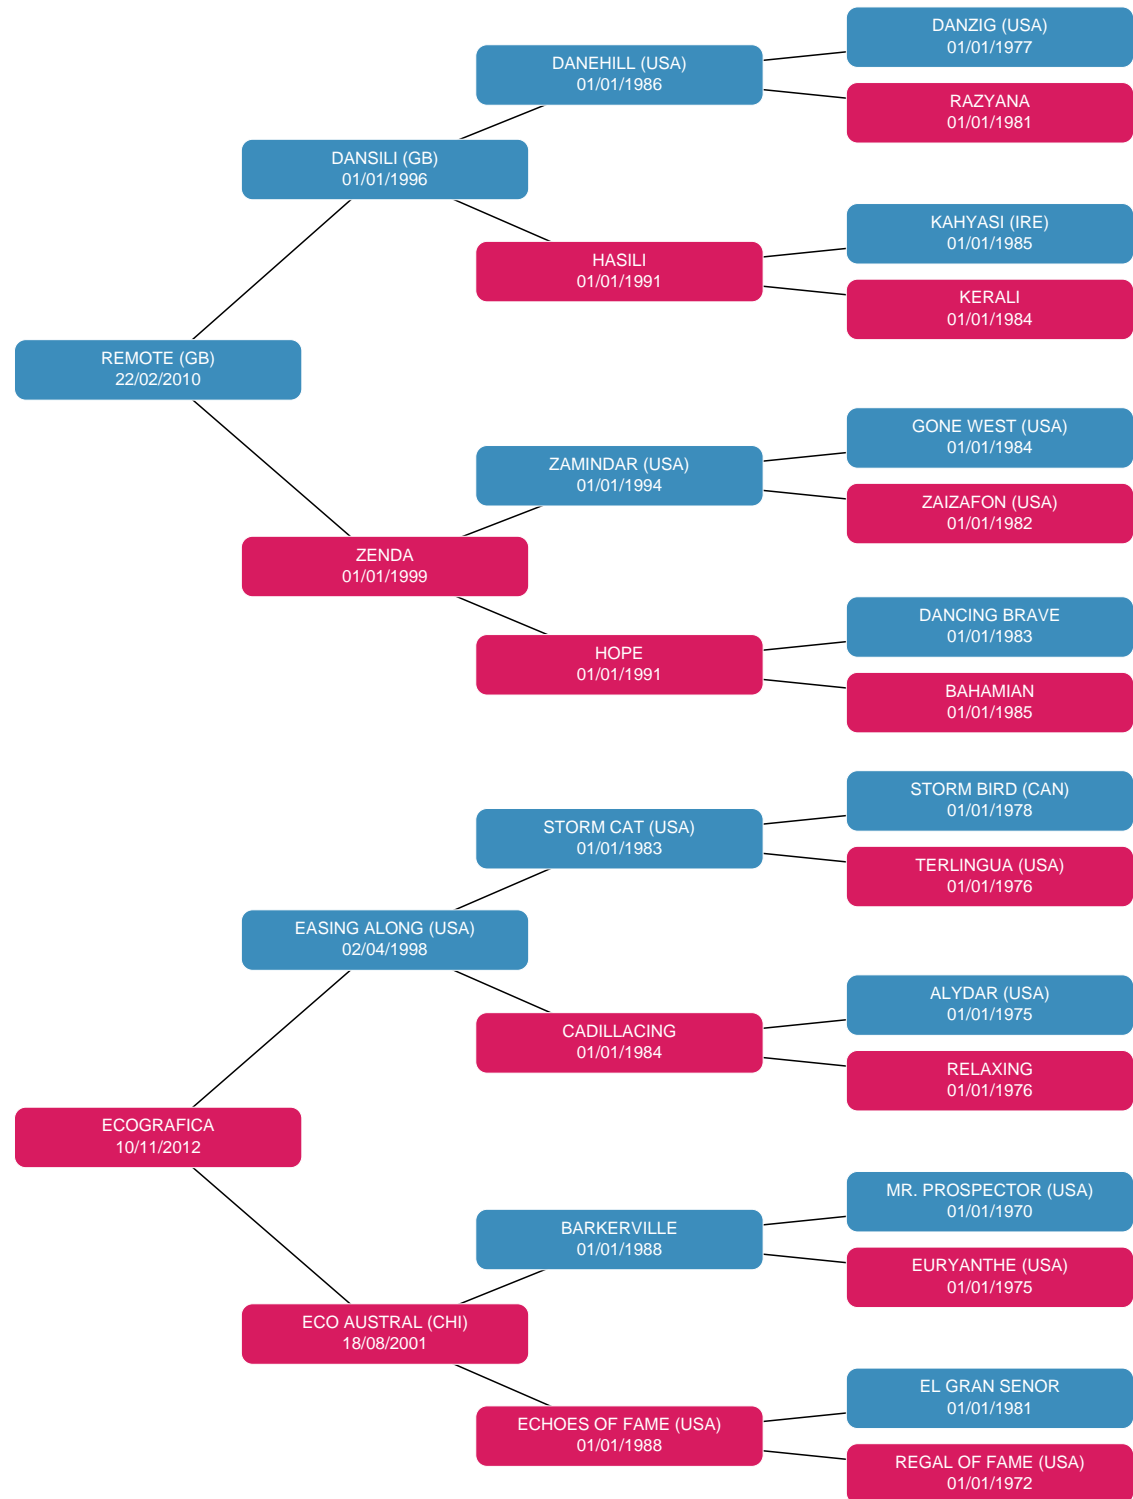 DANZIG (USA)
01/01/1977
DANEHILL (USA)
01/01/1986
RAZYANA
01/01/1981
DANSILI (GB)
01/01/1996
KAHYASI (IRE)
01/01/1985
HASILI
01/01/1991
KERALI
01/01/1984
REMOTE (GB)
22/02/2010
GONE WEST (USA)
01/01/1984
ZAMINDAR (USA)
01/01/1994
ZAIZAFON (USA)
01/01/1982
ZENDA
01/01/1999
DANCING BRAVE
01/01/1983
HOPE
01/01/1991
BAHAMIAN
01/01/1985
STORM BIRD (CAN)
01/01/1978
STORM CAT (USA)
01/01/1983
TERLINGUA (USA)
01/01/1976
EASING ALONG (USA)
02/04/1998
ALYDAR (USA)
01/01/1975
CADILLACING
01/01/1984
RELAXING
01/01/1976
ECOGRAFICA
10/11/2012
MR. PROSPECTOR (USA)
01/01/1970
BARKERVILLE
01/01/1988
EURYANTHE (USA)
01/01/1975
ECO AUSTRAL (CHI)
18/08/2001
EL GRAN SENOR
01/01/1981
ECHOES OF FAME (USA)
01/01/1988
REGAL OF FAME (USA)
01/01/1972